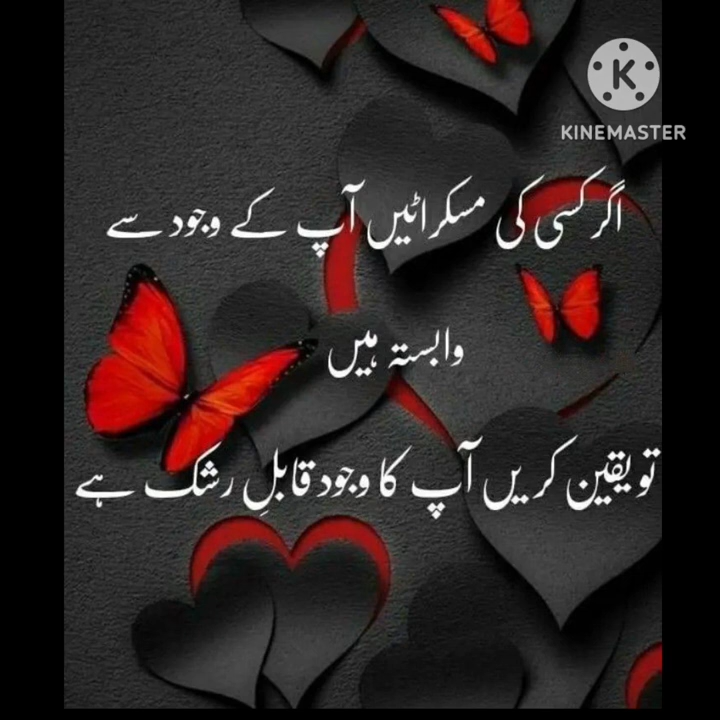 KINEMASTER
اگر کسی کی مسکراٹیں آپ کے وجود سے
وابستہ ہیں
تو یقین کریں آپ کا وجود قابلِ رشک ہے